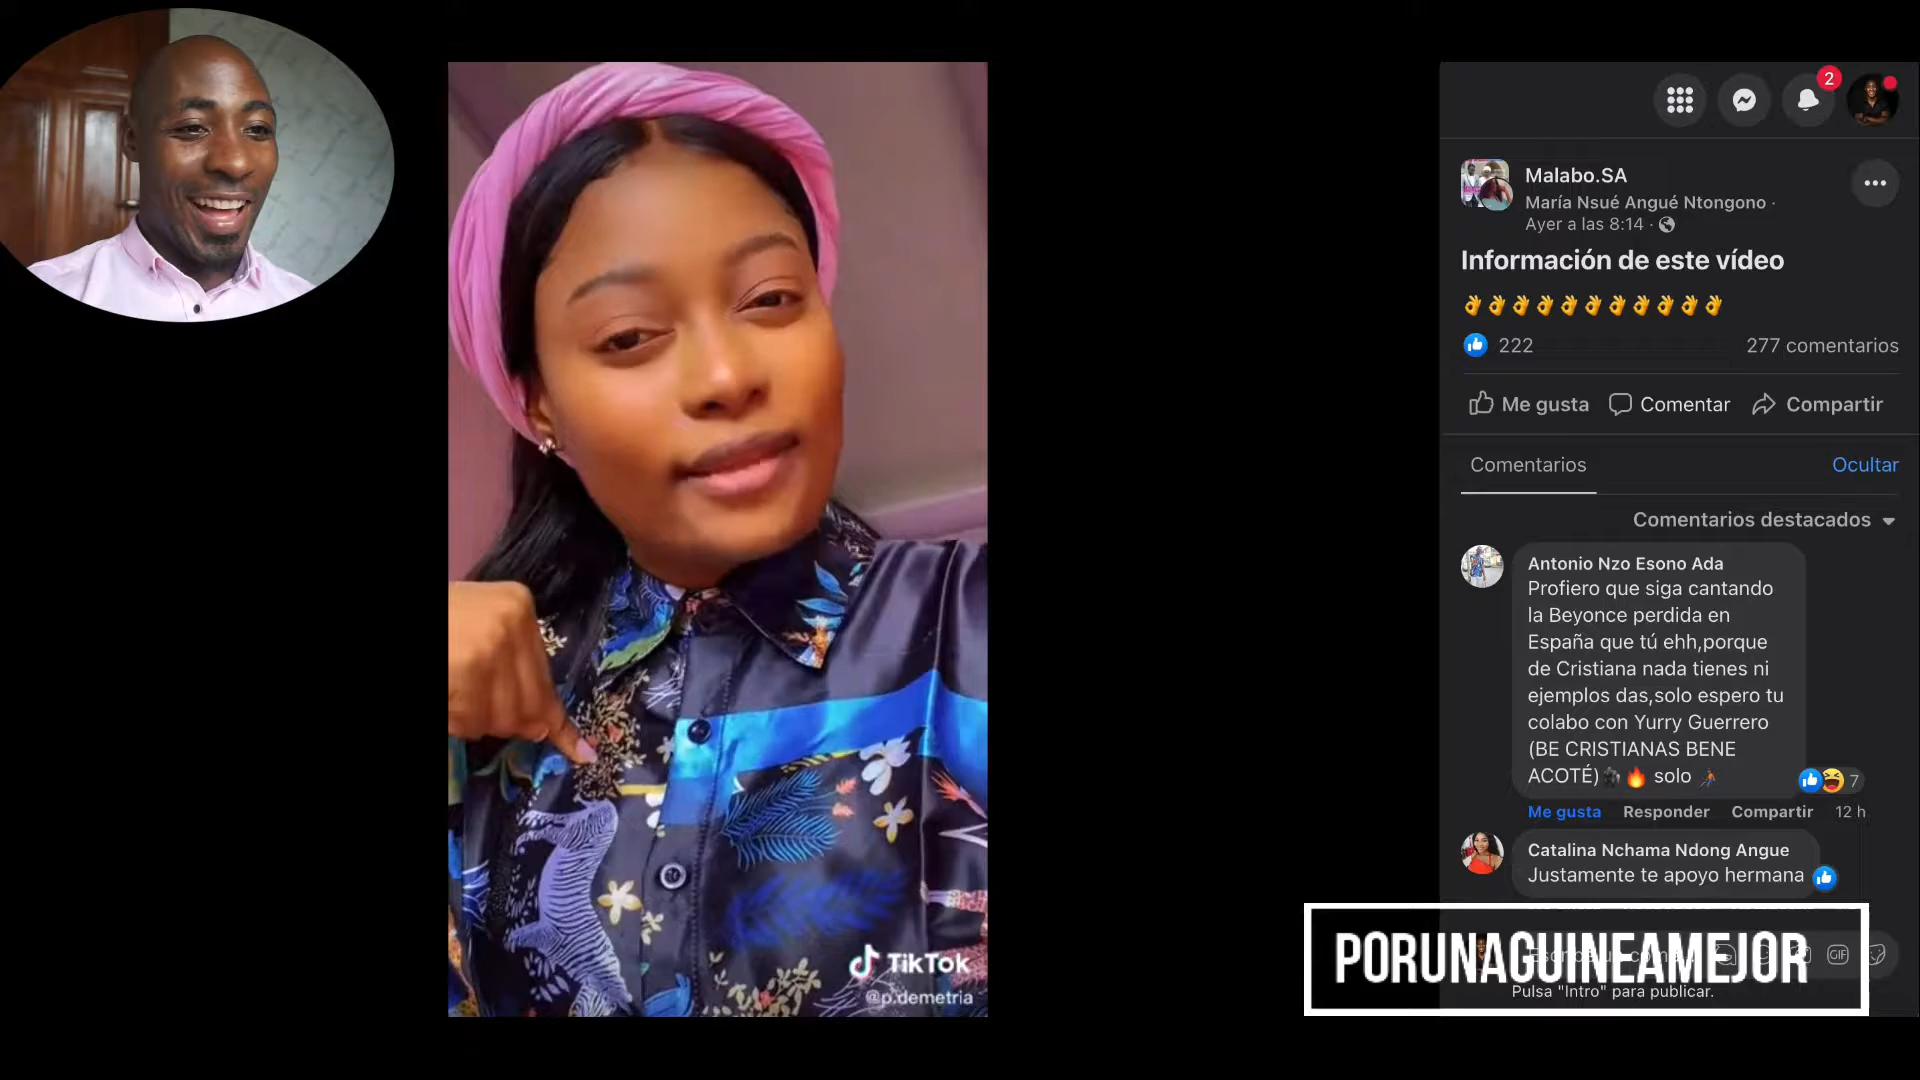 2
Malabo.SA
María Nsué Angué Ntongono ·
Ayer a las 8:14 ·
Información de este vídeo
👌👌👌👌👌👌👌👌👌👌👌
222 277 comentarios
Me gusta Comentar Compartir
Comentarios Ocultar
Comentarios destacados
Antonio Nzo Esono Ada
Profiero que siga cantando
la Beyonce perdida en
España que tú ehh,porque
de Cristiana nada tienes ni
ejemplos das,solo espero tu
colabo con Yurry Guerrero
(BE CRISTIANAS BENE
ACOTÉ) 🔥 solo
7
Me gusta Responder Compartir 12 h
Catalina Nchama Ndong Angue
Justamente te apoyo hermana
PORUNAGUINEAMEJOR
GIF
Pulsa "Intro" para publicar.
TikTok
@p.demetria